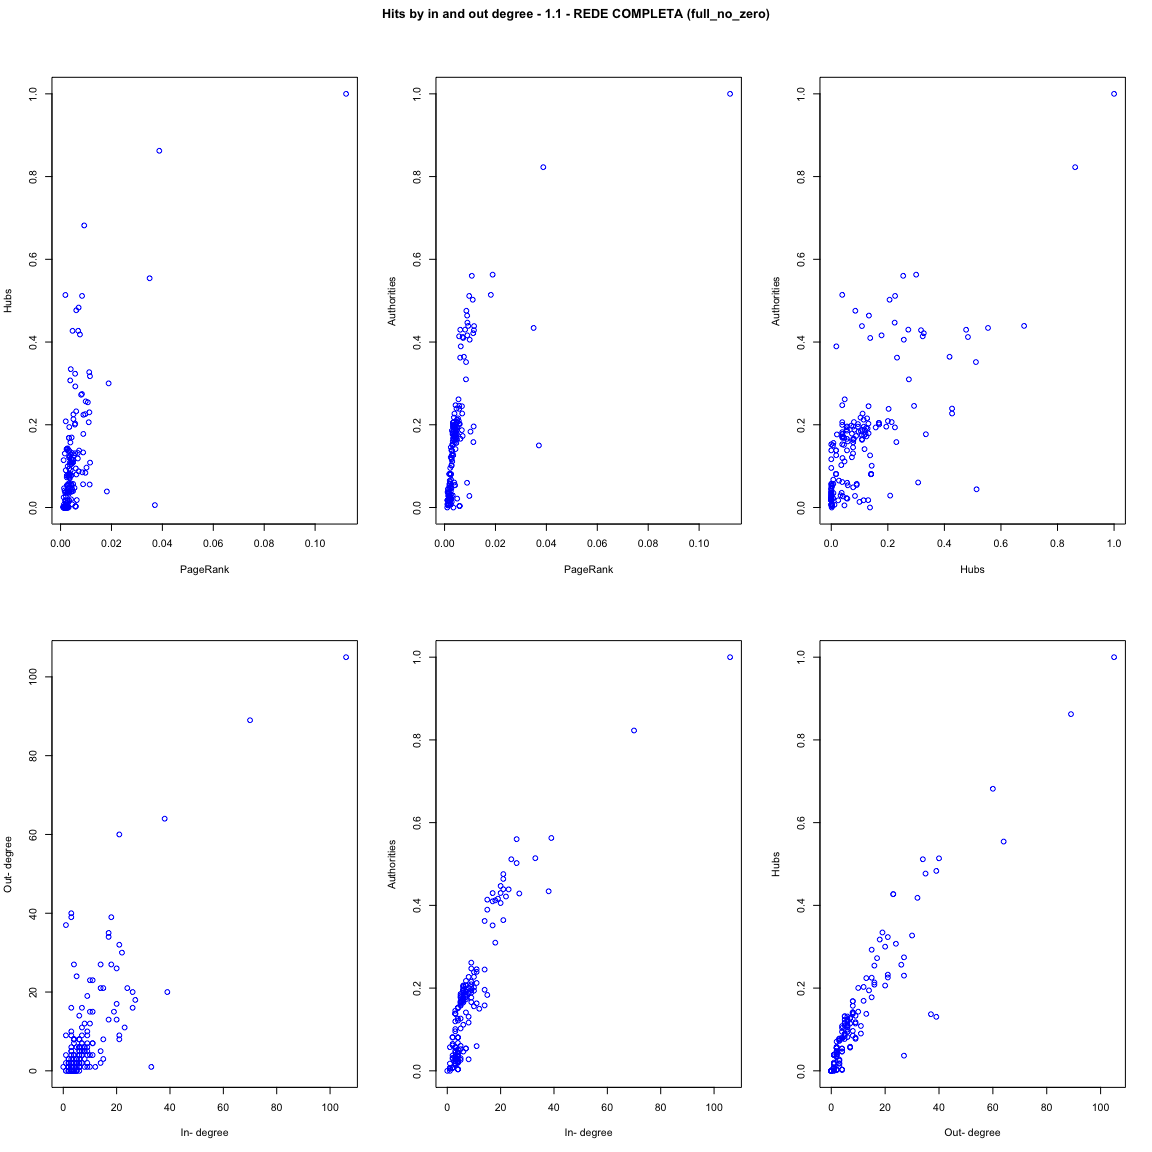 Hits by in and out degree - 1.1 - REDE COMPLETA (full_no_zero)
Hubs
1.0
0.8
0.6
0.4
0.2
0.0
0.00 0.02 0.04 0.06 0.08 0.10
PageRank
Authorities
1.0
0.8
0.6
0.4
0.2
0.0
0.00 0.02 0.04 0.06 0.08 0.10
PageRank
Authorities
1.0
0.8
0.6
0.4
0.2
0.0
0.0 0.2 0.4 0.6 0.8 1.0
Hubs
Out- degree
100
80
60
40
20
0
0 20 40 60 80 100
In- degree
Authorities
1.0
0.8
0.6
0.4
0.2
0.0
0 20 40 60 80 100
In- degree
Hubs
1.0
0.8
0.6
0.4
0.2
0.0
0 20 40 60 80 100
Out- degree